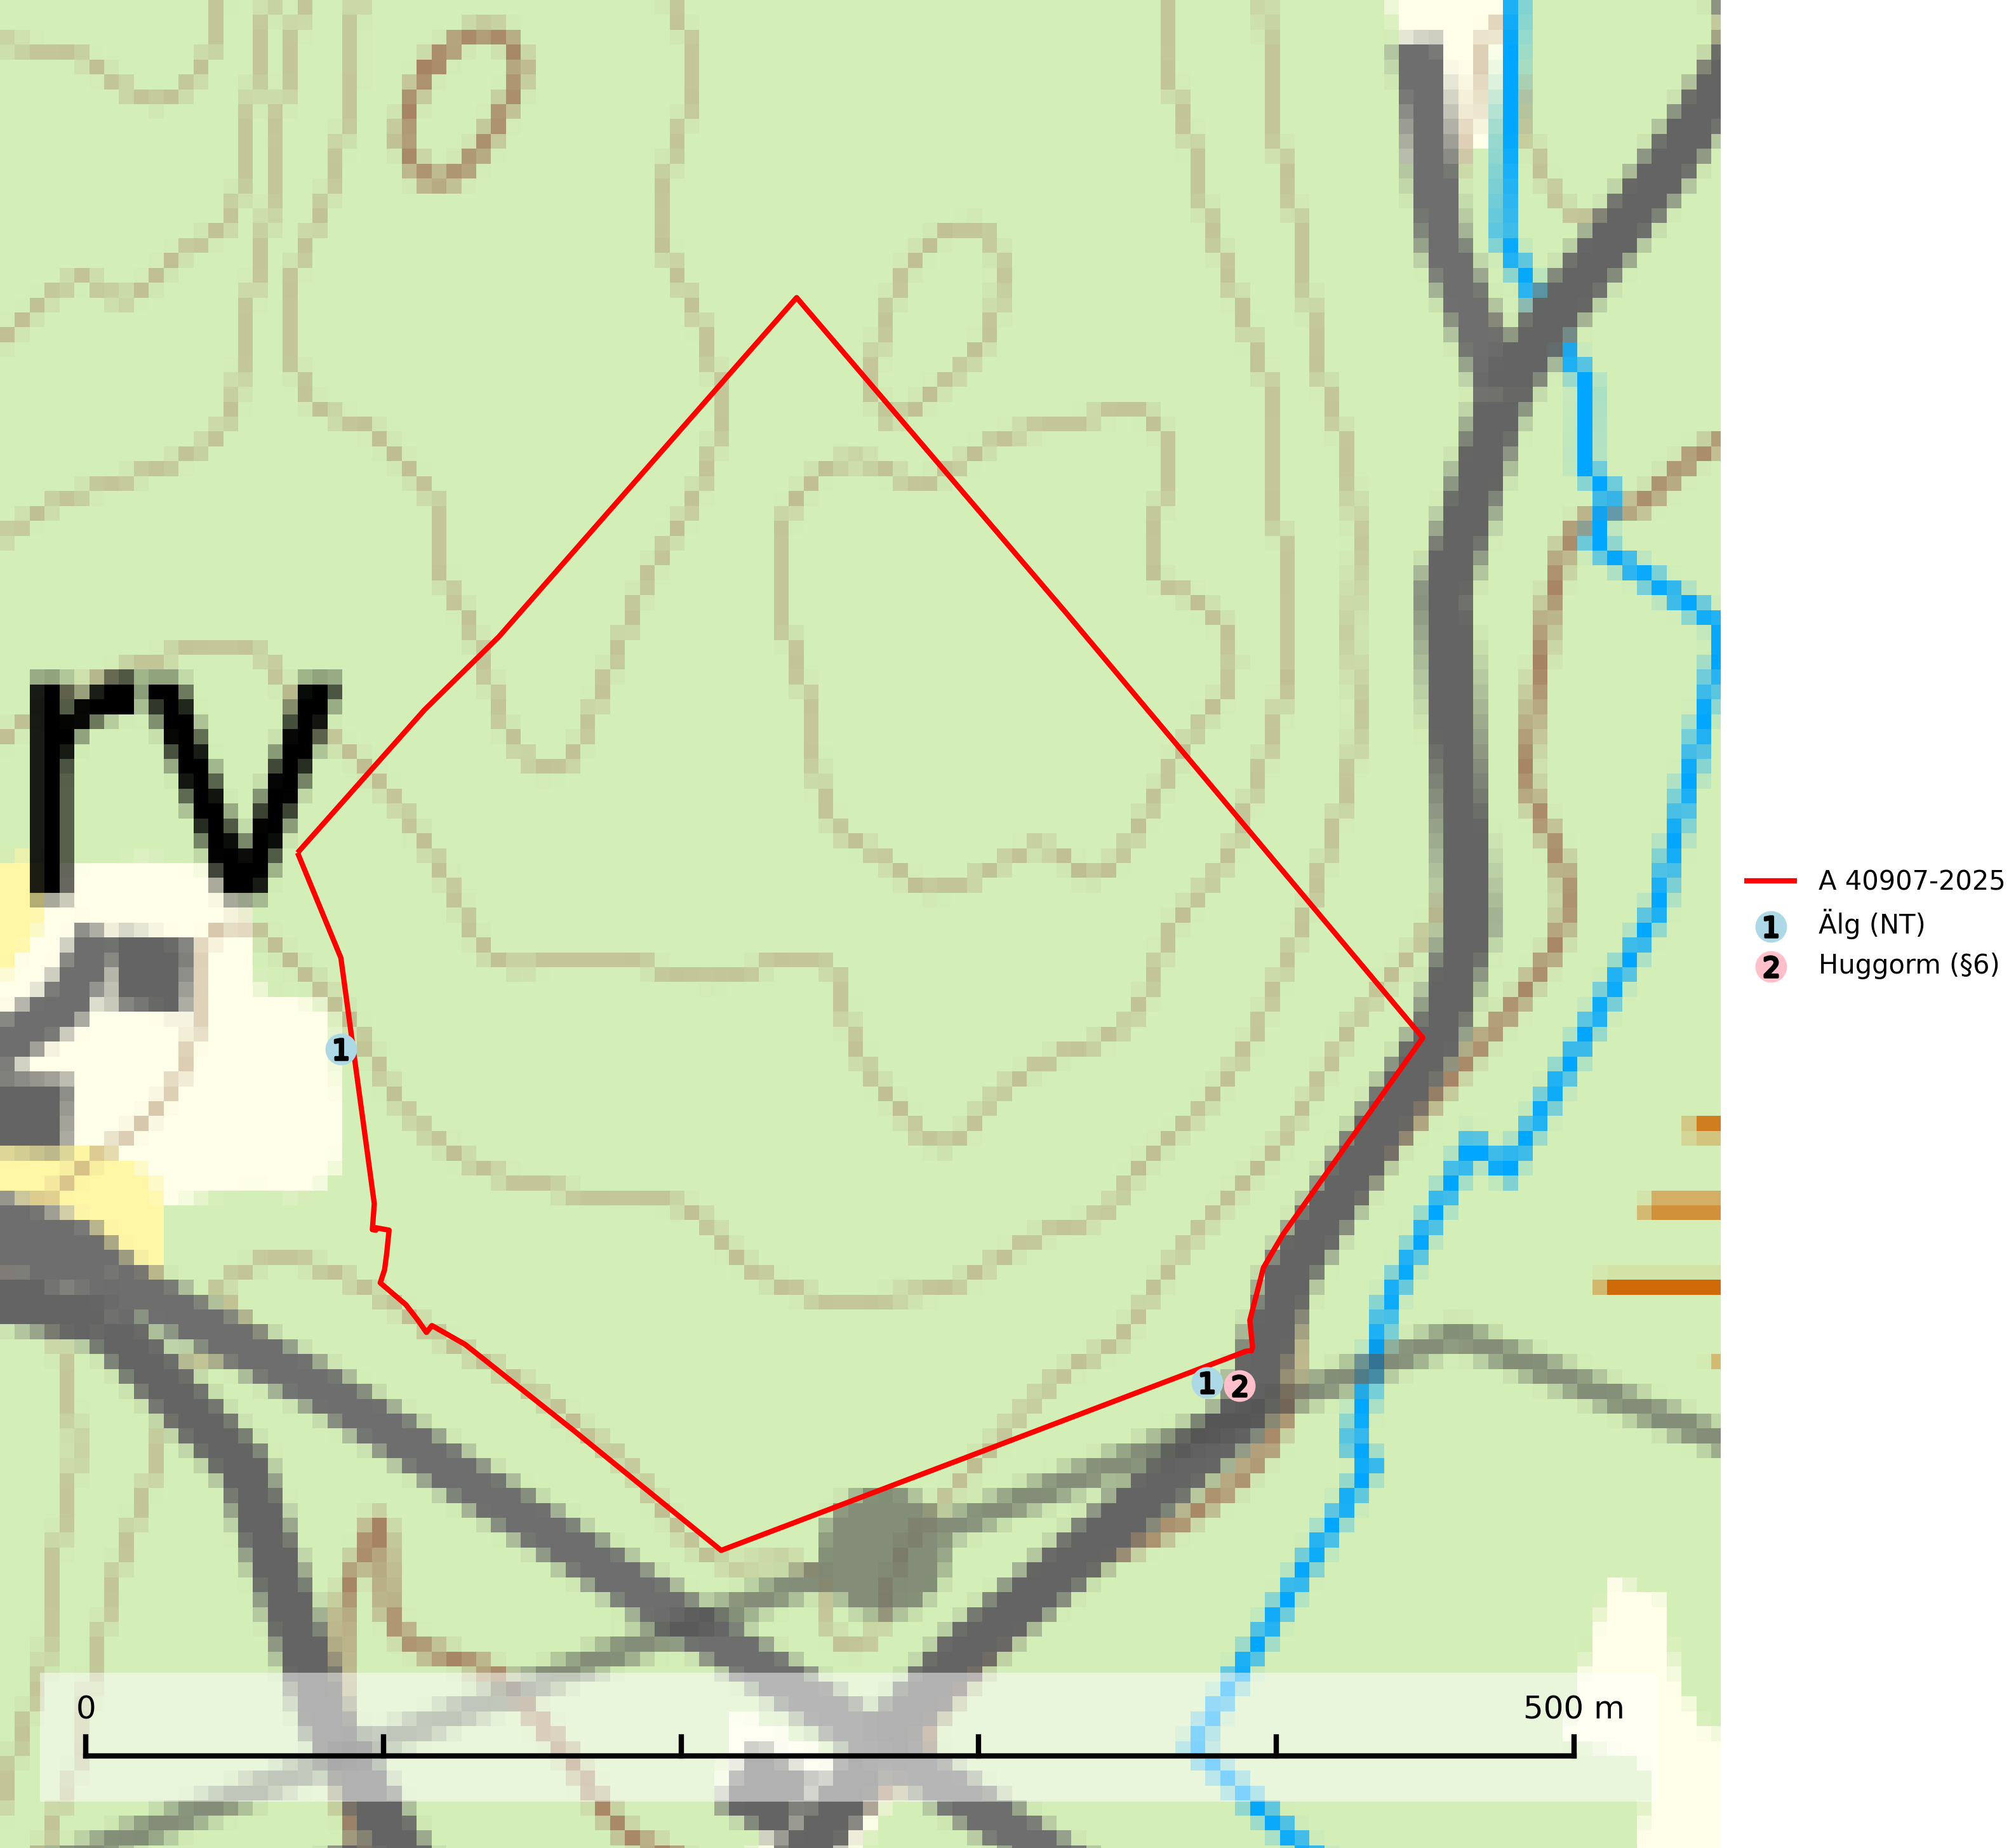 rv
1
1 2
0 500 m
A 40907-2025
1 Älg (NT)
2 Huggorm (§6)